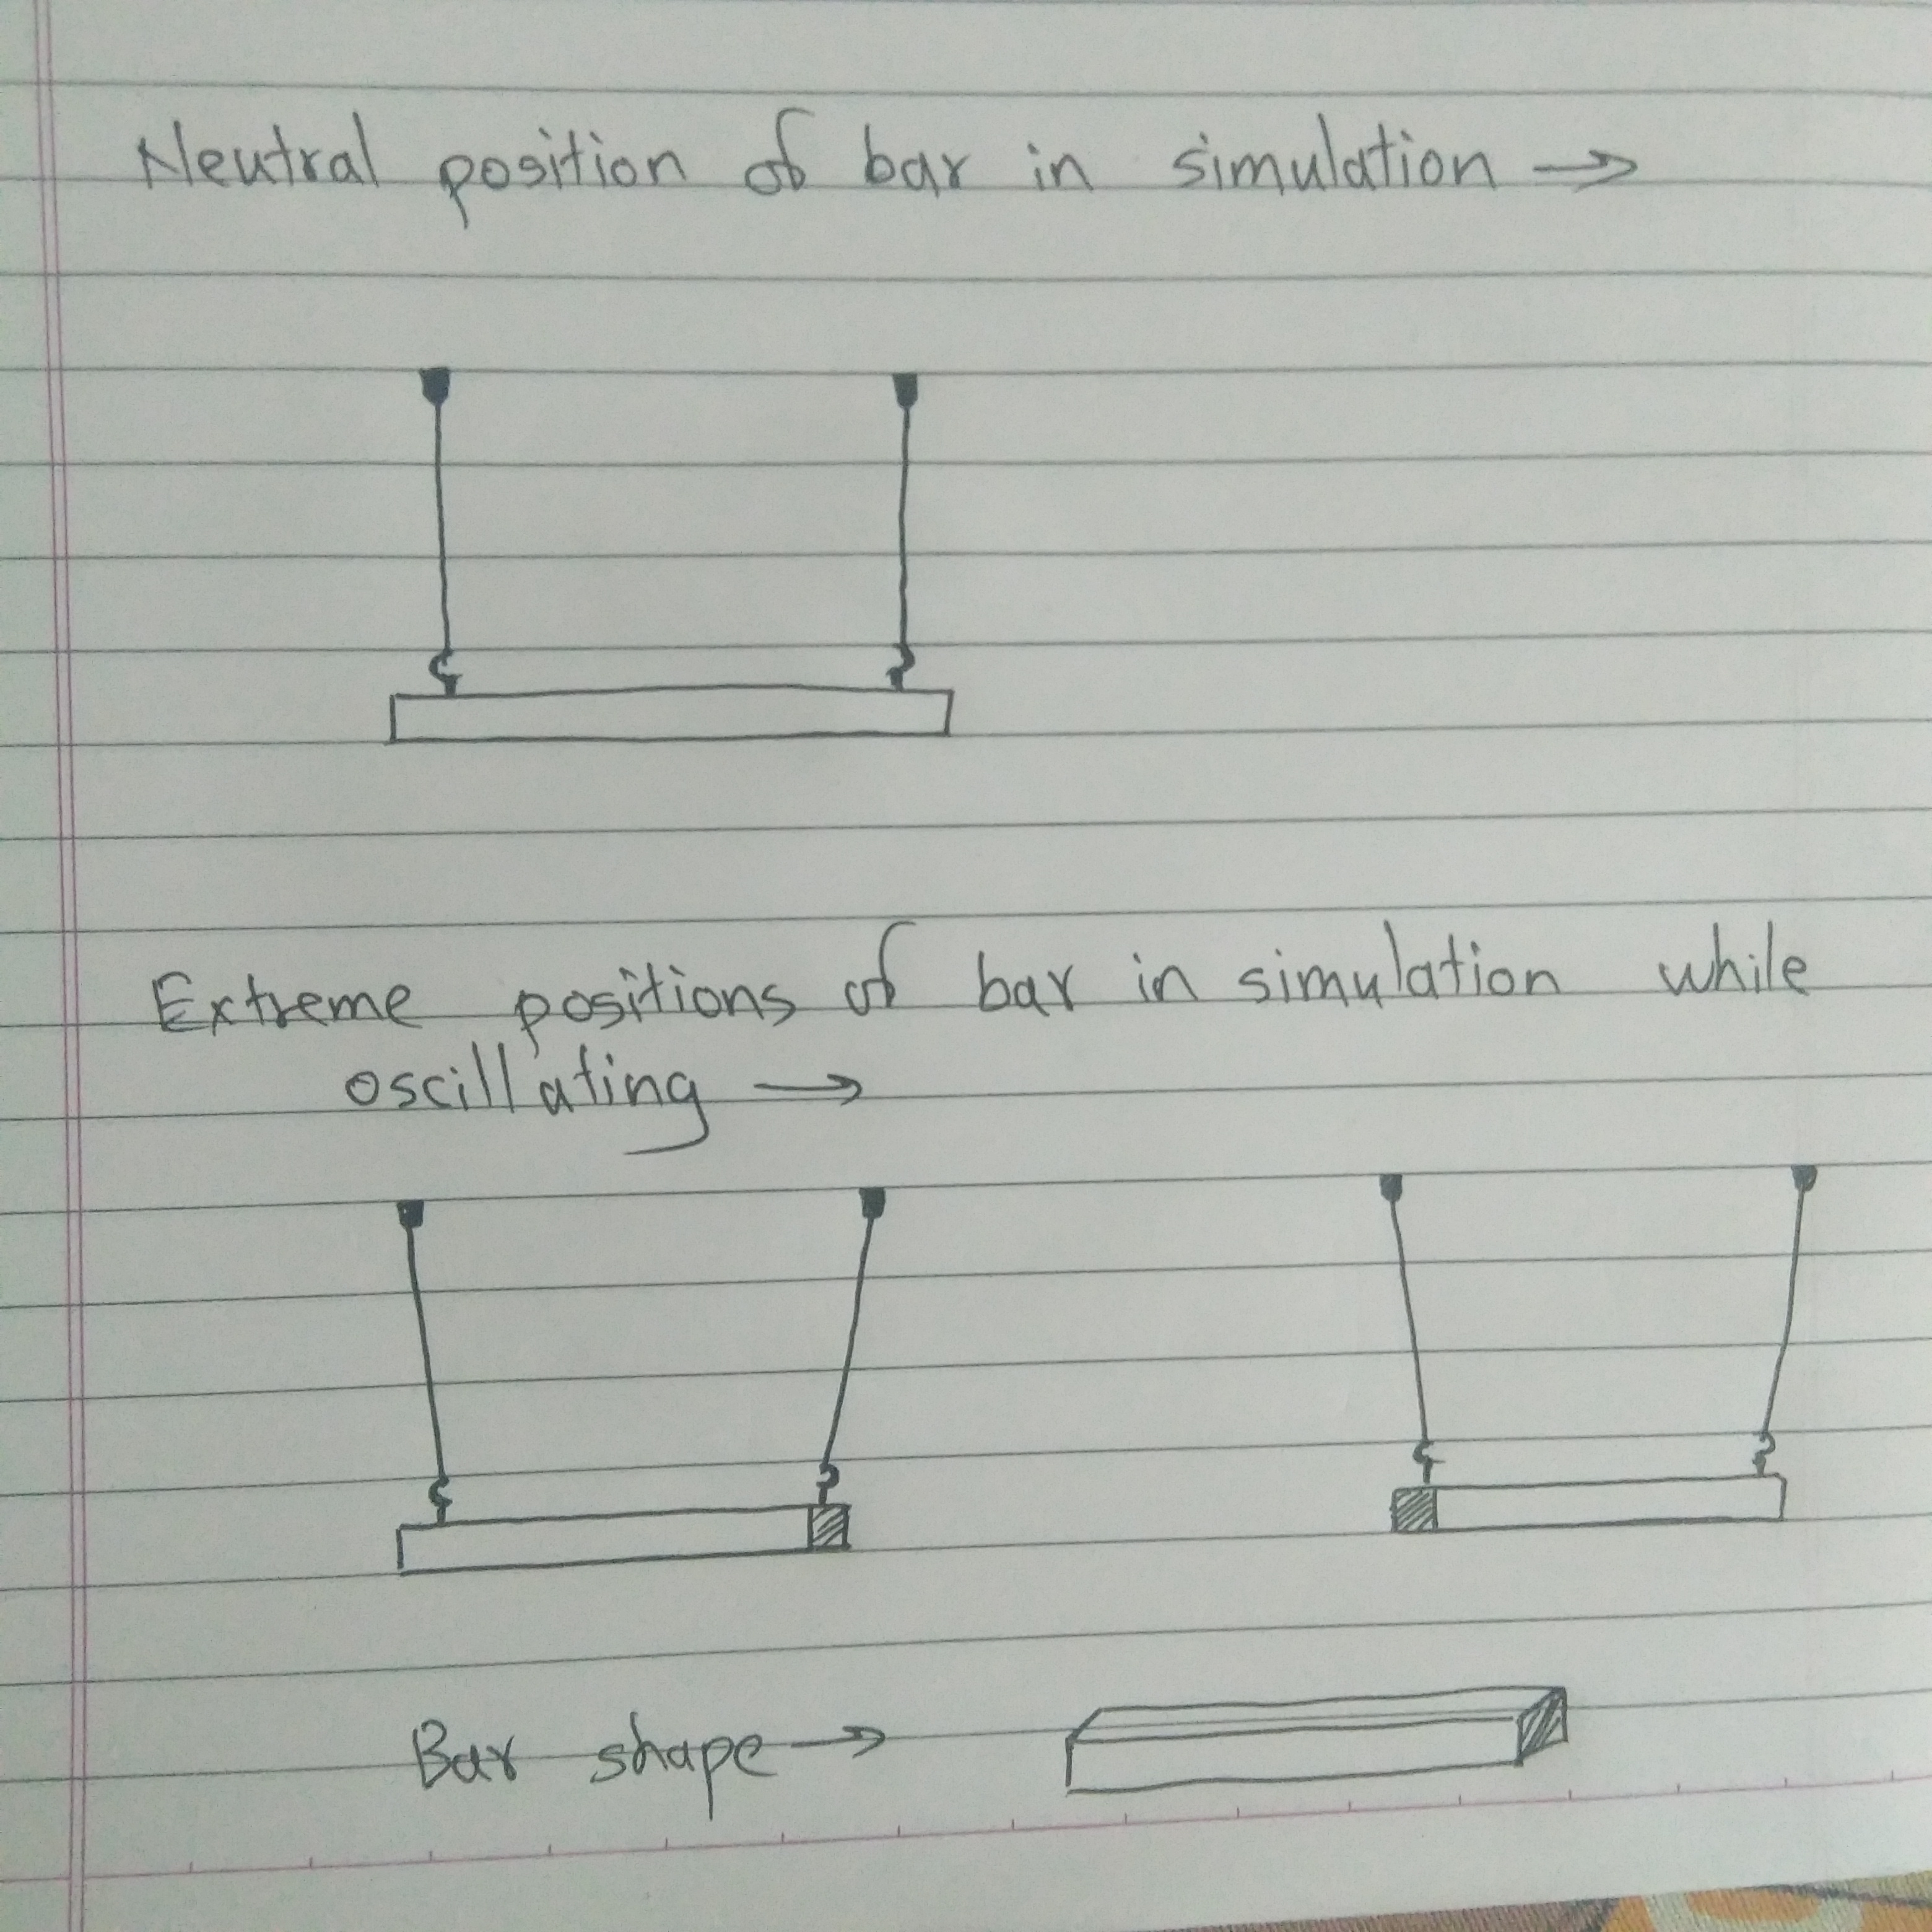 Neutral position of bar in simulation →
Extreme positions of bar in simulation while
oscillating →
Bar shape →